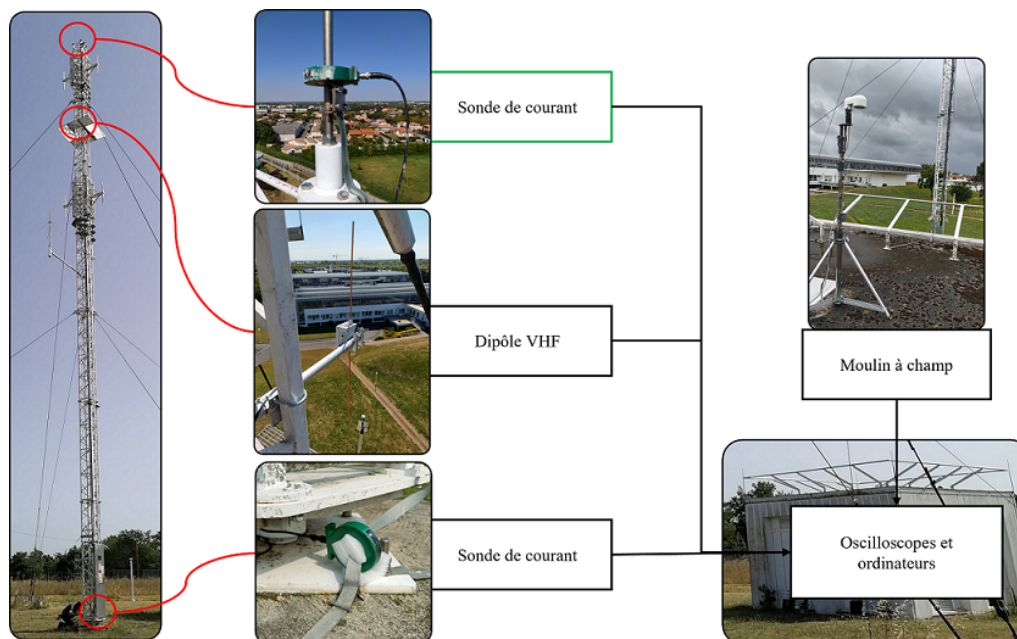 Sonde de courant
Dipôle VHF
Moulin à champ
Sonde de courant
Oscilloscopes et
ordinateurs